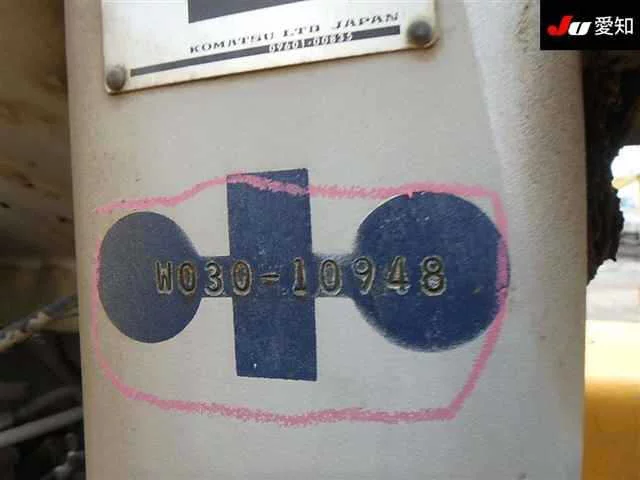 KOMATSU LTD JAPAN
09601-00835
JU 愛知
W030-10948